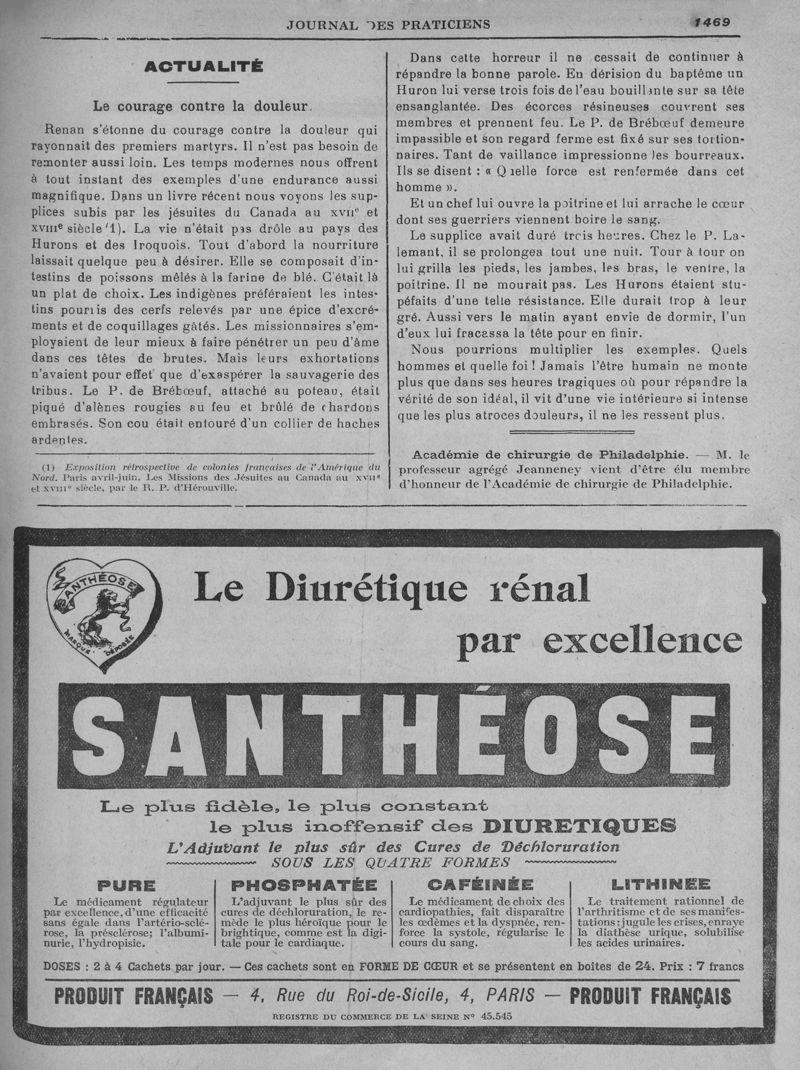 JOURNAL DES PRATICIENS
1469
ACTUALITÉ
Le courage contre la douleur.
Renan s'étonne du courage contre la douleur qui
rayonnait des premiers martyrs. Il n'est pas besoin de
remonter aussi loin. Les temps modernes nous offrent
à tout instant des exemples d'une endurance aussi
magnifique. Dans un livre récent nous voyons les sup-
plices subis par les jésuites du Canada au XVIIe et
XVIIIe siècle (1). La vie n'était pas drôle au pays des
Hurons et des Iroquois. Tout d'abord la nourriture
laissait quelque peu à désirer. Elle se composait d'in-
testins de poissons mêlés à la farine de blé. C'était là
un plat de choix. Les indigènes préféraient les intes-
tins pourris des cerfs relevés par une épice d'excré-
ments et de coquillages gâtés. Les missionnaires s'em-
ployaient de leur mieux à faire pénétrer un peu d'âme
dans ces têtes de brutes. Mais leurs exhortations
n'avaient pour effet que d'exaspérer la sauvagerie des
tribus. Le P. de Brébœuf, attaché au poteau, était
piqué d'alènes rougies au feu et brûlé de chardons
embrasés. Son cou était entouré d'un collier de haches
ardentes.
(1) Exposition rétrospective de colonies françaises de l'Amérique du
Nord. Paris avril-juin. Les Missions des Jésuites au Canada au XVIIe
et XVIIIe siècle, par le R. P. d'Hérouville.
Dans cette horreur il ne cessait de continuer à
répandre la bonne parole. En dérision du baptême un
Huron lui verse trois fois de l'eau bouillante sur sa tête
ensanglantée. Des écorces résineuses couvrent ses
membres et prennent feu. Le P. de Brébœuf demeure
impassible et son regard ferme est fixé sur ses tortion-
naires. Tant de vaillance impressionne les bourreaux.
Ils se disent : « Quelle force est renfermée dans cet
homme ».
Et un chef lui ouvre la poitrine et lui arrache le cœur
dont ses guerriers viennent boire le sang.
Le supplice avait duré trois heures. Chez le P. La-
lemant, il se prolongea tout une nuit. Tour à tour on
lui grilla les pieds, les jambes, les bras, le ventre, la
poitrine. Il ne mourait pas. Les Hurons étaient stu-
péfaits d'une telle résistance. Elle durait trop à leur
gré. Aussi vers le matin ayant envie de dormir, l'un
d'eux lui fracassa la tête pour en finir.
Nous pourrions multiplier les exemples. Quels
hommes et quelle foi ! Jamais l'être humain ne monte
plus que dans ses heures tragiques où pour répandre la
vérité de son idéal, il vit d'une vie intérieure si intense
que les plus atroces douleurs, il ne les ressent plus.
Académie de chirurgie de Philadelphie. — M. le
professeur agrégé Jeanneney vient d'être élu membre
d'honneur de l'Académie de chirurgie de Philadelphie.
SANTHÉOSE
MARQUE DÉPOSÉE
Le Diurétique rénal
par excellence
SANTHÉOSE
Le plus fidèle, le plus constant
le plus inoffensif des DIURETIQUES
L'Adjuvant le plus sûr des Cures de Déchloruration
SOUS LES QUATRE FORMES
PURE
Le médicament régulateur
par excellence, d'une efficacité
sans égale dans l'artério-sclé-
rose, la présclérose; l'albumi-
nurie, l'hydropisie.
PHOSPHATÉE
L'adjuvant le plus sûr des
cures de déchloruration, le re-
mède le plus héroïque pour le
brightique, comme est la digi-
tale pour le cardiaque.
CAFÉINÉE
Le médicament de choix des
cardiopathies, fait disparaître
les œdèmes et la dyspnée, ren-
force la systole, régularise le
cours du sang.
LITHINÉE
Le traitement rationnel de
l'arthritisme et de ses manifes-
tations; jugule les crises, enraye
la diathèse urique, solubilise
les acides urinaires.
DOSES : 2 à 4 Cachets par jour. — Ces cachets sont en FORME DE CŒUR et se présentent en boîtes de 24. Prix : 7 francs
PRODUIT FRANÇAIS — 4, Rue du Roi-de-Sicile, 4, PARIS — PRODUIT FRANÇAIS
REGISTRE DU COMMERCE DE LA SEINE No 45.545